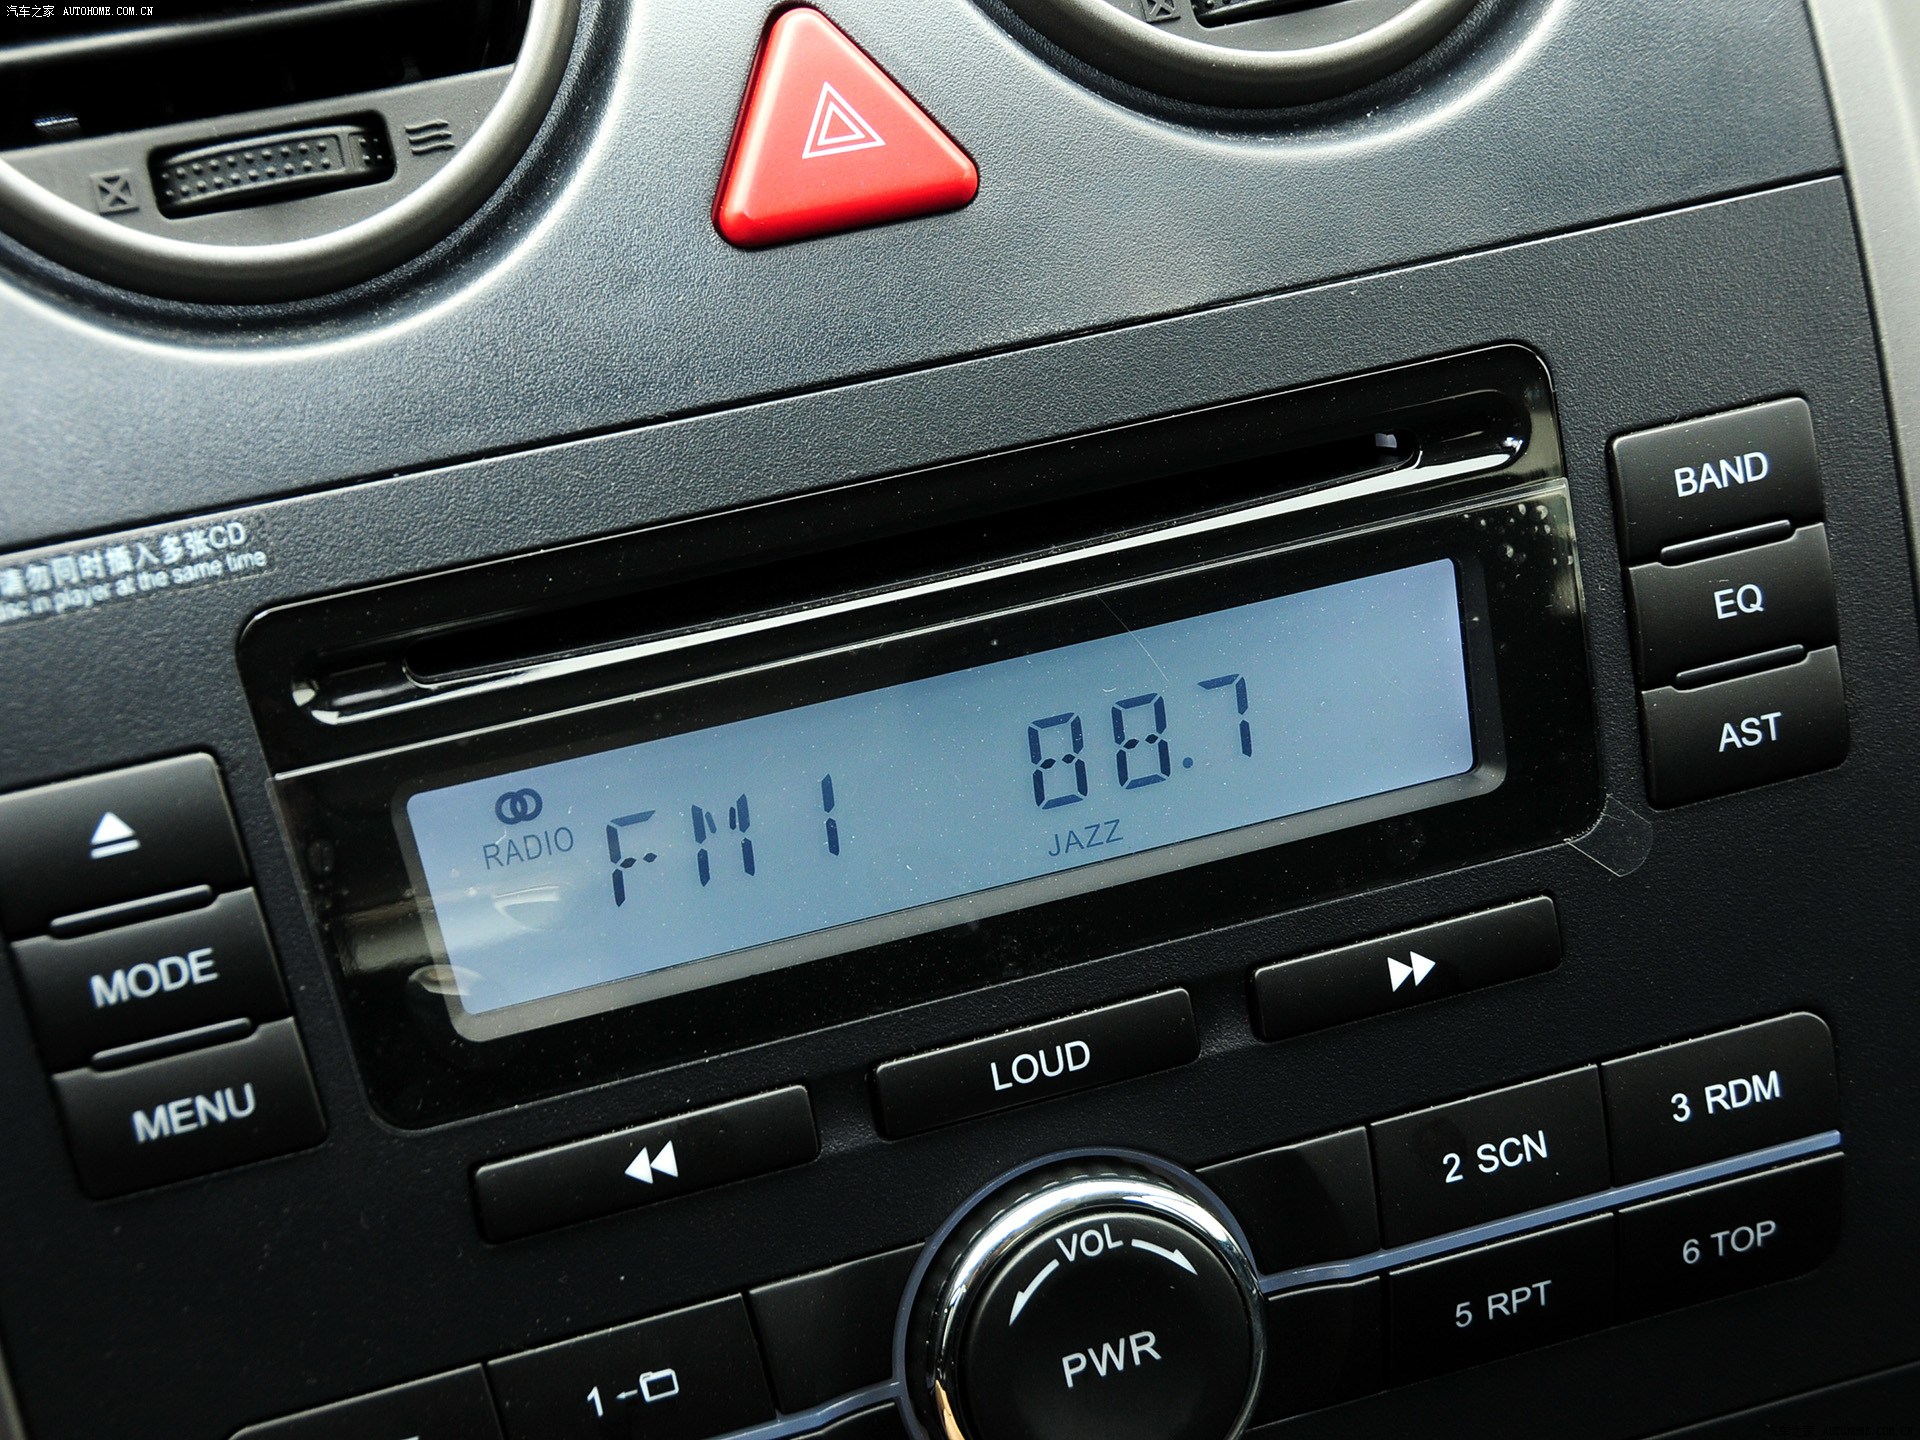 汽车之家 AUTOHOME.COM.CN
请勿同时插入多张CD
disc in player at the same time
BAND
EQ
AST
RADIO
FM1 88.7
JAZZ
MODE
MENU
LOUD
VOL
PWR
1
2 SCN
3 RDM
5 RPT
6 TOP